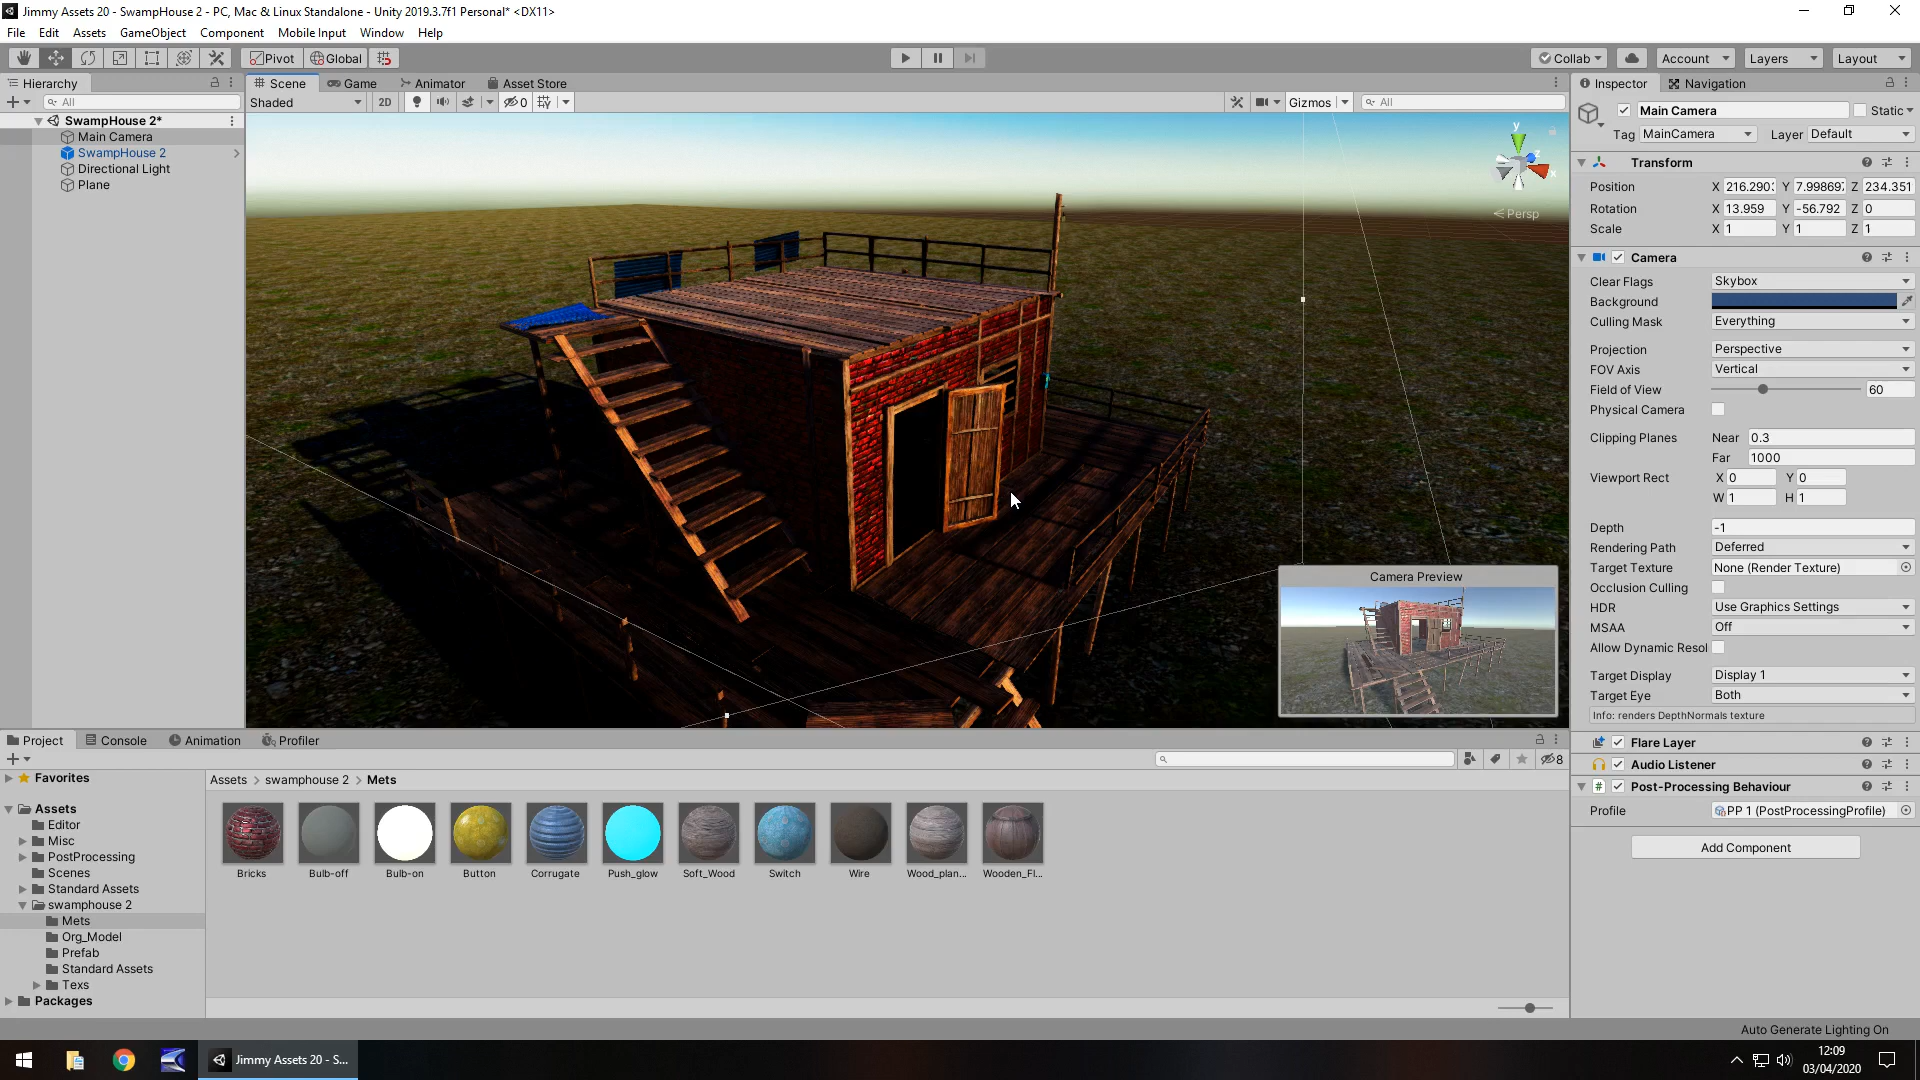 Jimmy Assets 20 - SwampHouse 2 - PC, Mac & Linux Standalone - Unity 2019.3.7f1 Personal* <DX11>
File Edit Assets GameObject Component Mobile Input Window Help
Pivot Global Collab Account Layers Layout
Hierarchy
All
SwampHouse 2*
Main Camera
SwampHouse 2
Directional Light
Plane
Scene Game Animator Asset Store
Shaded 2D 0 Gizmos All
y
x
Persp
Camera Preview
Inspector Navigation
Main Camera Static
Tag MainCamera Layer Default
Transform
Position X 216.290 Y 7.99869 Z 234.351
Rotation X 13.959 Y -56.792 Z 0
Scale X 1 Y 1 Z 1
Camera
Clear Flags Skybox
Background
Culling Mask Everything
Projection Perspective
FOV Axis Vertical
Field of View 60
Physical Camera
Clipping Planes Near 0.3
Far 1000
Viewport Rect X 0 Y 0
W 1 H 1
Depth -1
Rendering Path Deferred
Target Texture None (Render Texture)
Occlusion Culling
HDR Use Graphics Settings
MSAA Off
Allow Dynamic Resol
Target Display Display 1
Target Eye Both
Info: renders DepthNormals texture
Flare Layer
Audio Listener
# Post-Processing Behaviour
Profile PP 1 (PostProcessingProfile)
Add Component
Project Console Animation Profiler
8
Favorites
Assets
Editor
Misc
PostProcessing
Scenes
Standard Assets
swamphouse 2
Mets
Org_Model
Prefab
Standard Assets
Texs
Packages
Assets > swamphouse 2 > Mets
Bricks Bulb-off Bulb-on Button Corrugate Push_glow Soft_Wood Switch Wire Wood_plan... Wooden_Fl...
Auto Generate Lighting On
Jimmy Assets 20 - S...
12:09
03/04/2020